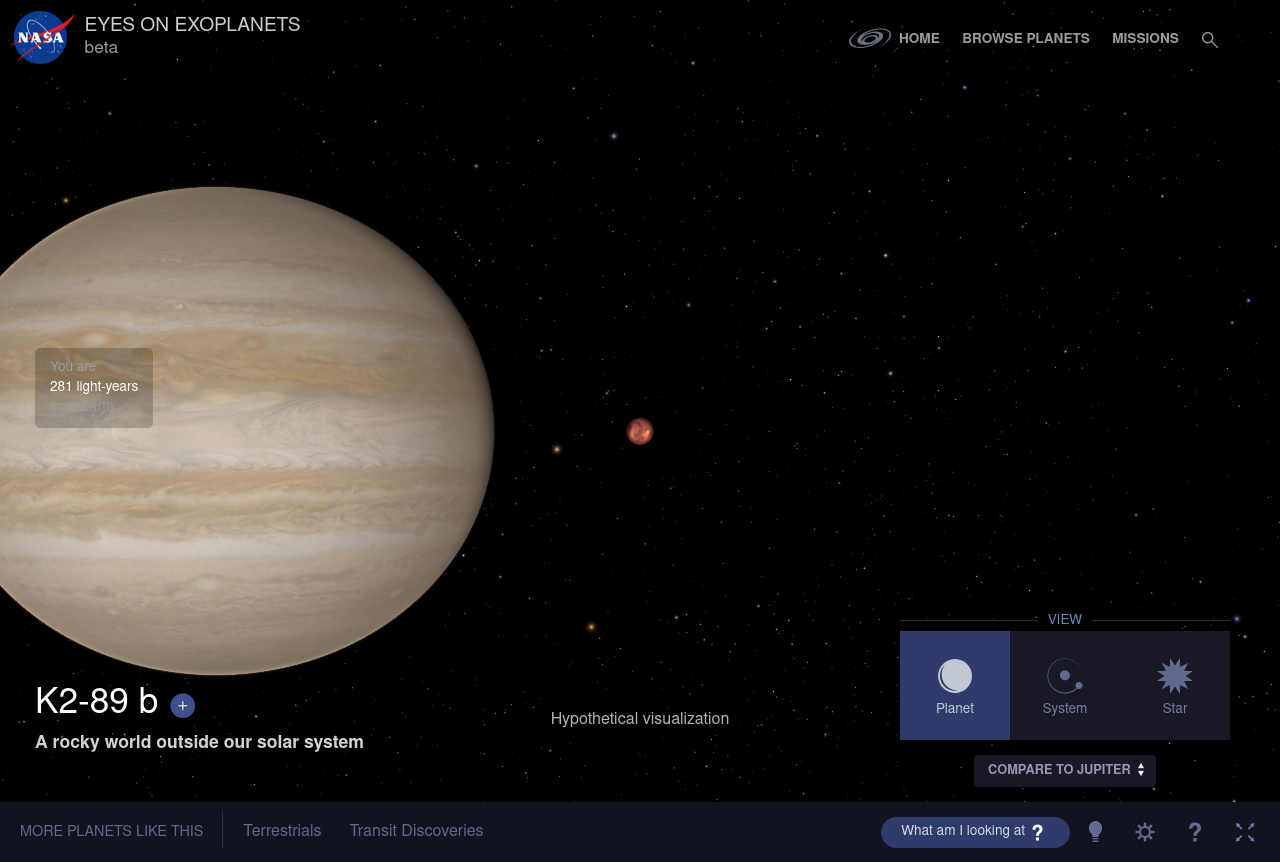 NASA
EYES ON EXOPLANETS
beta
HOME
BROWSE PLANETS
MISSIONS
You are
281 light-years
from Earth
K2-89 b
+
A rocky world outside our solar system
Hypothetical visualization
VIEW
Planet
System
Star
COMPARE TO JUPITER
MORE PLANETS LIKE THIS
Terrestrials
Transit Discoveries
What am I looking at ?
?